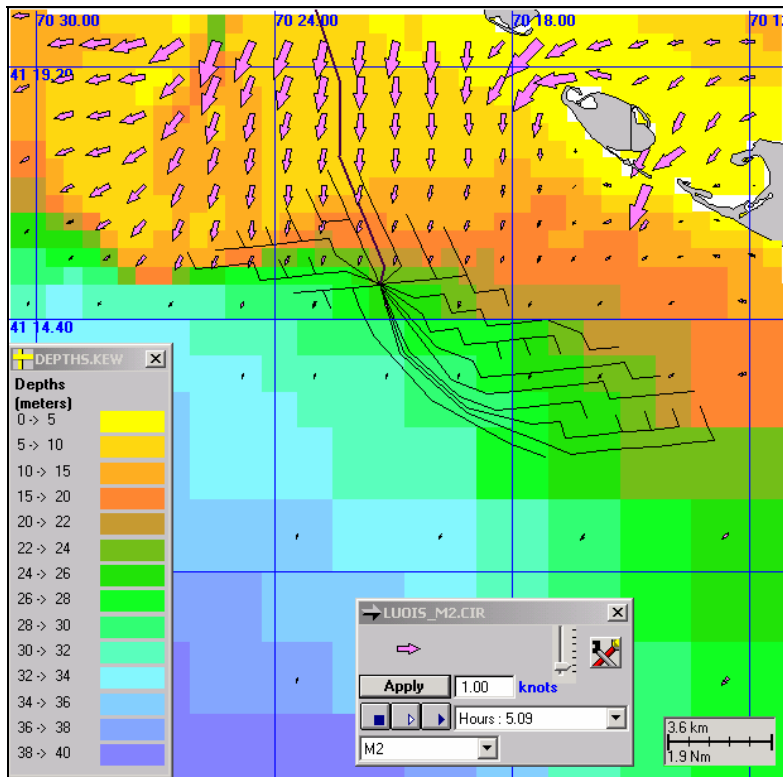 70 30.00
70 24.00
70 18.00
70 1
41 19.20
41 14.40
DEPTHS.KEW
Depths
(meters)
0 -> 5
5 -> 10
10 -> 15
15 -> 20
20 -> 22
22 -> 24
24 -> 26
26 -> 28
28 -> 30
30 -> 32
32 -> 34
34 -> 36
36 -> 38
38 -> 40
LUOIS_M2.CIR
Apply
1.00
knots
Hours : 5.09
M2
3.6 km
1.9 Nm